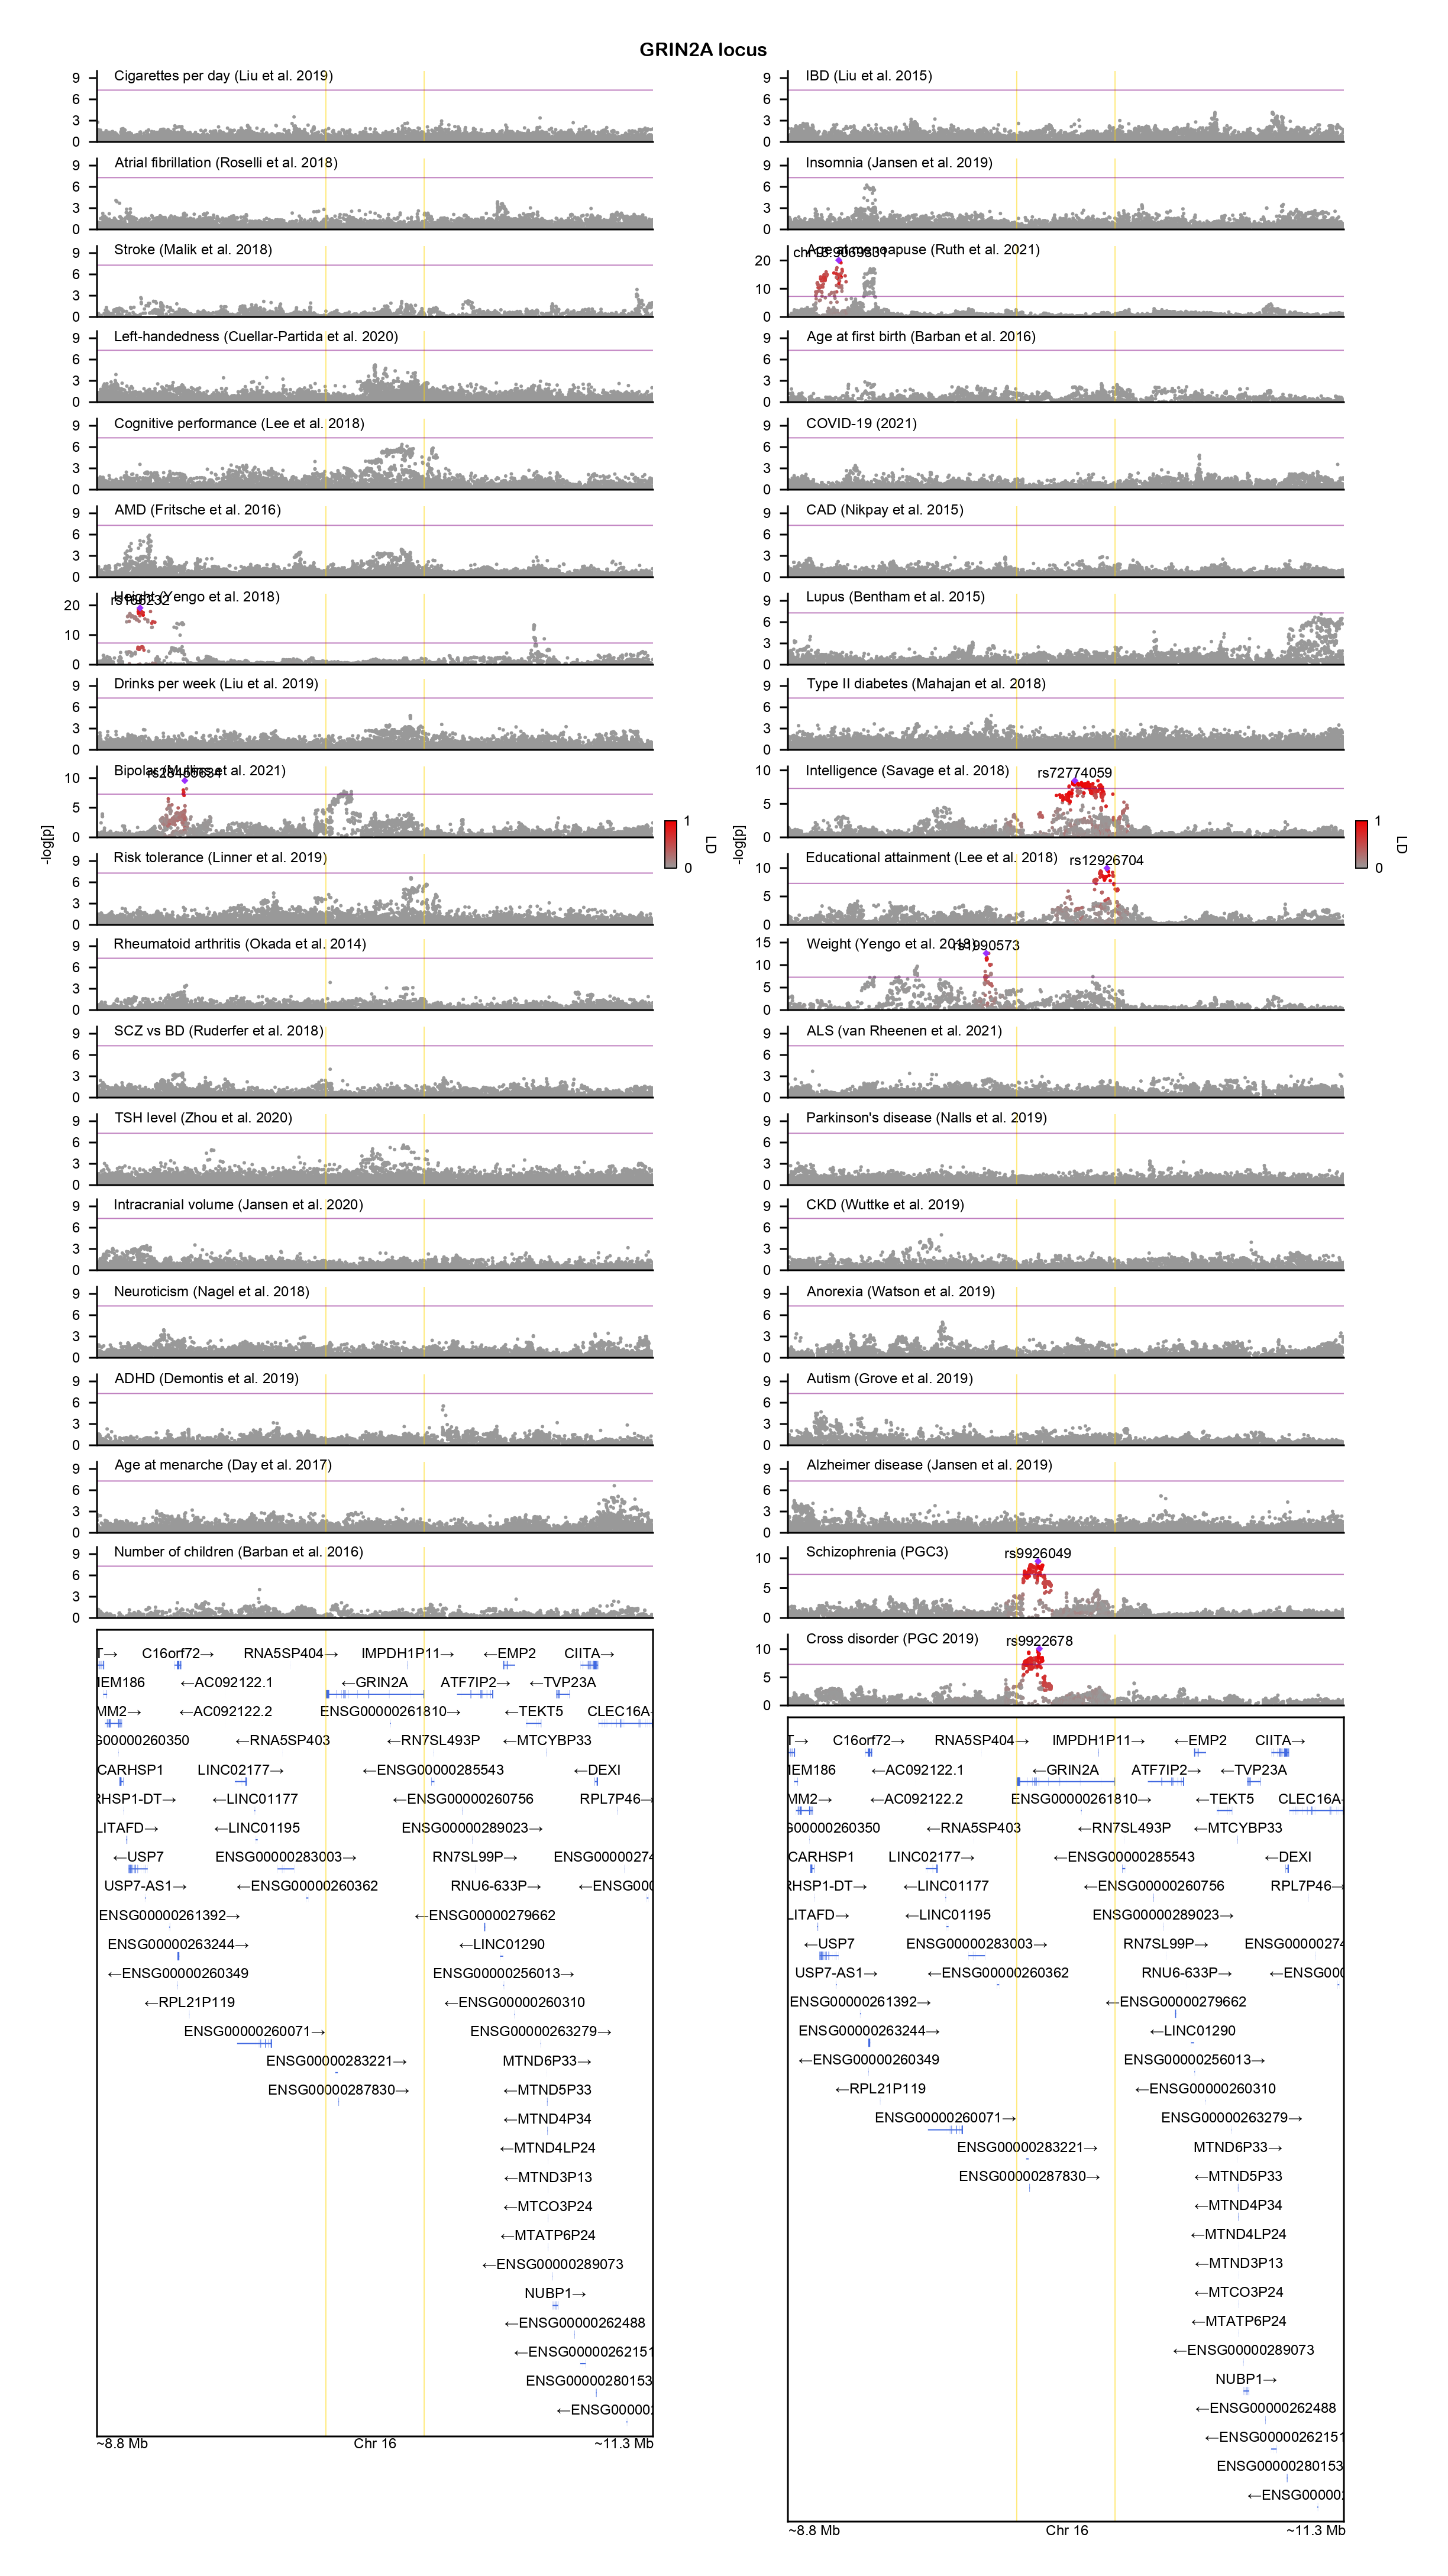 GRIN2A locus
Cigarettes per day (Liu et al. 2019)
9
6
3
0
Atrial fibrillation (Roselli et al. 2018)
9
6
3
0
Stroke (Malik et al. 2018)
9
6
3
0
Left-handedness (Cuellar-Partida et al. 2020)
9
6
3
0
Cognitive performance (Lee et al. 2018)
9
6
3
0
AMD (Fritsche et al. 2016)
9
6
3
0
Height (Yengo et al. 2018)
20
10
0
Drinks per week (Liu et al. 2019)
9
6
3
0
Bipolar (Mullins et al. 2021)
10
5
0
-log[p]
1
0
LD
Risk tolerance (Linner et al. 2019)
9
6
3
0
Rheumatoid arthritis (Okada et al. 2014)
9
6
3
0
SCZ vs BD (Ruderfer et al. 2018)
9
6
3
0
TSH level (Zhou et al. 2020)
9
6
3
0
Intracranial volume (Jansen et al. 2020)
9
6
3
0
Neuroticism (Nagel et al. 2018)
9
6
3
0
ADHD (Demontis et al. 2019)
9
6
3
0
Age at menarche (Day et al. 2017)
9
6
3
0
Number of children (Barban et al. 2016)
9
6
3
0
T→ C16orf72→ RNA5SP404→ IMPDH1P11→ ←EMP2 CIITA→
IEM186 ←AC092122.1 ←GRIN2A ATF7IP2→ ←TVP23A
MM2→ ←AC092122.2 ENSG00000261810→ ←TEKT5 CLEC16A
00000260350 ←RNA5SP403 ←RN7SL493P ←MTCYBP33
CARHSP1 LINC02177→ ←ENSG00000285543 ←DEXI
RHSP1-DT→ ←LINC01177 ←ENSG00000260756 RPL7P46→
LITAFD→ ←LINC01195 ENSG00000289023→
←USP7 ENSG00000283003→ RN7SL99P→ ENSG00000274
USP7-AS1→ ←ENSG00000260362 RNU6-633P→ ←ENSG000
ENSG00000261392→ ←ENSG00000279662
ENSG00000263244→ ←LINC01290
←ENSG00000260349 ENSG00000256013→
←RPL21P119 ←ENSG00000260310
ENSG00000260071→ ENSG00000263279→
ENSG00000283221→ MTND6P33→
ENSG00000287830→ ←MTND5P33
←MTND4P34
←MTND4LP24
←MTND3P13
←MTCO3P24
←MTATP6P24
←ENSG00000289073
NUBP1→
←ENSG00000262488
←ENSG00000262151
ENSG00000280153
←ENSG00000
~8.8 Mb Chr 16 ~11.3 Mb
IBD (Liu et al. 2015)
9
6
3
0
Insomnia (Jansen et al. 2019)
9
6
3
0
Age at menopause (Ruth et al. 2021)
20
10
0
Age at first birth (Barban et al. 2016)
9
6
3
0
COVID-19 (2021)
9
6
3
0
CAD (Nikpay et al. 2015)
9
6
3
0
Lupus (Bentham et al. 2015)
9
6
3
0
Type II diabetes (Mahajan et al. 2018)
9
6
3
0
Intelligence (Savage et al. 2018)
rs72774059
10
5
0
-log[p]
1
0
LD
Educational attainment (Lee et al. 2018)
rs12926704
10
5
0
Weight (Yengo et al. 2018)
15
10
5
0
ALS (van Rheenen et al. 2021)
9
6
3
0
Parkinson's disease (Nalls et al. 2019)
9
6
3
0
CKD (Wuttke et al. 2019)
9
6
3
0
Anorexia (Watson et al. 2019)
9
6
3
0
Autism (Grove et al. 2019)
9
6
3
0
Alzheimer disease (Jansen et al. 2019)
9
6
3
0
Schizophrenia (PGC3)
rs9926049
10
5
0
Cross disorder (PGC 2019)
rs9922678
10
5
0
T→ C16orf72→ RNA5SP404→ IMPDH1P11→ ←EMP2 CIITA→
IEM186 ←AC092122.1 ←GRIN2A ATF7IP2→ ←TVP23A
MM2→ ←AC092122.2 ENSG00000261810→ ←TEKT5 CLEC16A
00000260350 ←RNA5SP403 ←RN7SL493P ←MTCYBP33
CARHSP1 LINC02177→ ←ENSG00000285543 ←DEXI
RHSP1-DT→ ←LINC01177 ←ENSG00000260756 RPL7P46→
LITAFD→ ←LINC01195 ENSG00000289023→
←USP7 ENSG00000283003→ RN7SL99P→ ENSG00000274
USP7-AS1→ ←ENSG00000260362 RNU6-633P→ ←ENSG000
ENSG00000261392→ ←ENSG00000279662
ENSG00000263244→ ←LINC01290
←ENSG00000260349 ENSG00000256013→
←RPL21P119 ←ENSG00000260310
ENSG00000260071→ ENSG00000263279→
ENSG00000283221→ MTND6P33→
ENSG00000287830→ ←MTND5P33
←MTND4P34
←MTND4LP24
←MTND3P13
←MTCO3P24
←MTATP6P24
←ENSG00000289073
NUBP1→
←ENSG00000262488
←ENSG00000262151
ENSG00000280153
←ENSG00000
~8.8 Mb Chr 16 ~11.3 Mb